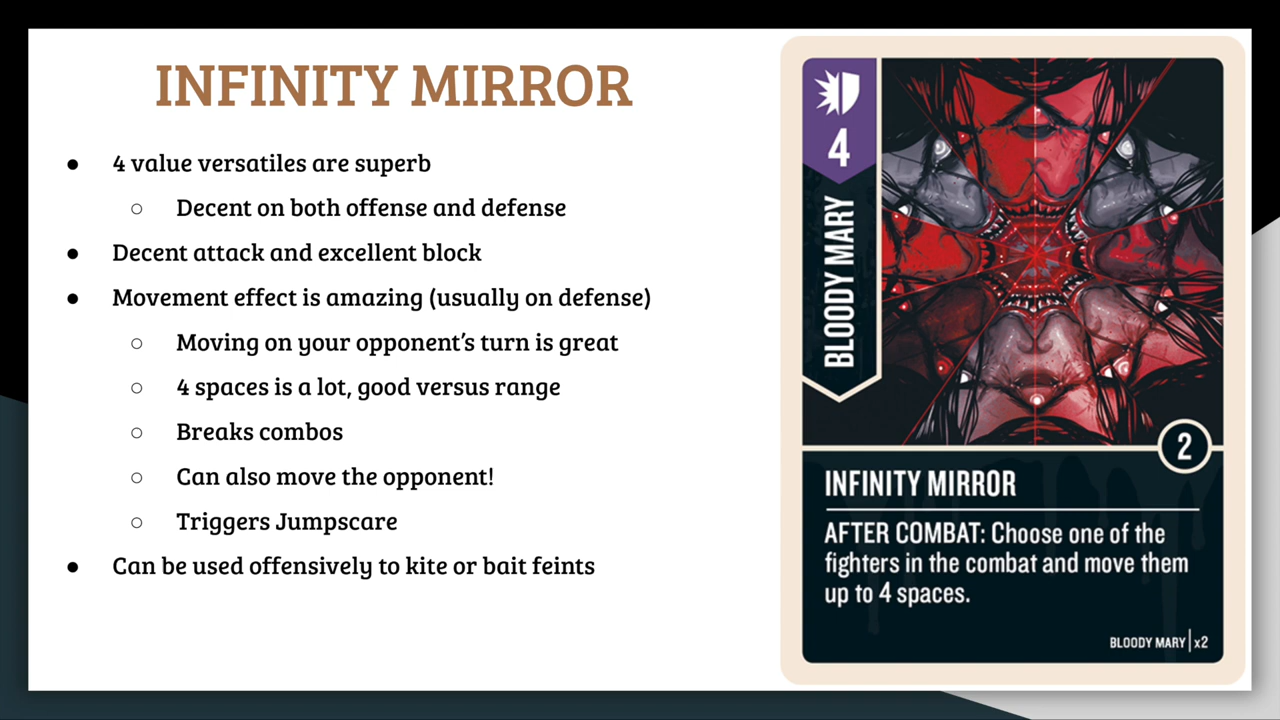 INFINITY MIRROR
● 4 value versatiles are superb
○ Decent on both offense and defense
● Decent attack and excellent block
● Movement effect is amazing (usually on defense)
○ Moving on your opponent's turn is great
○ 4 spaces is a lot, good versus range
○ Breaks combos
○ Can also move the opponent!
○ Triggers Jumpscare
● Can be used offensively to kite or bait feints
4
BLOODY MARY
2
INFINITY MIRROR
AFTER COMBAT: Choose one of the
fighters in the combat and move them
up to 4 spaces.
BLOODY MARY | x2